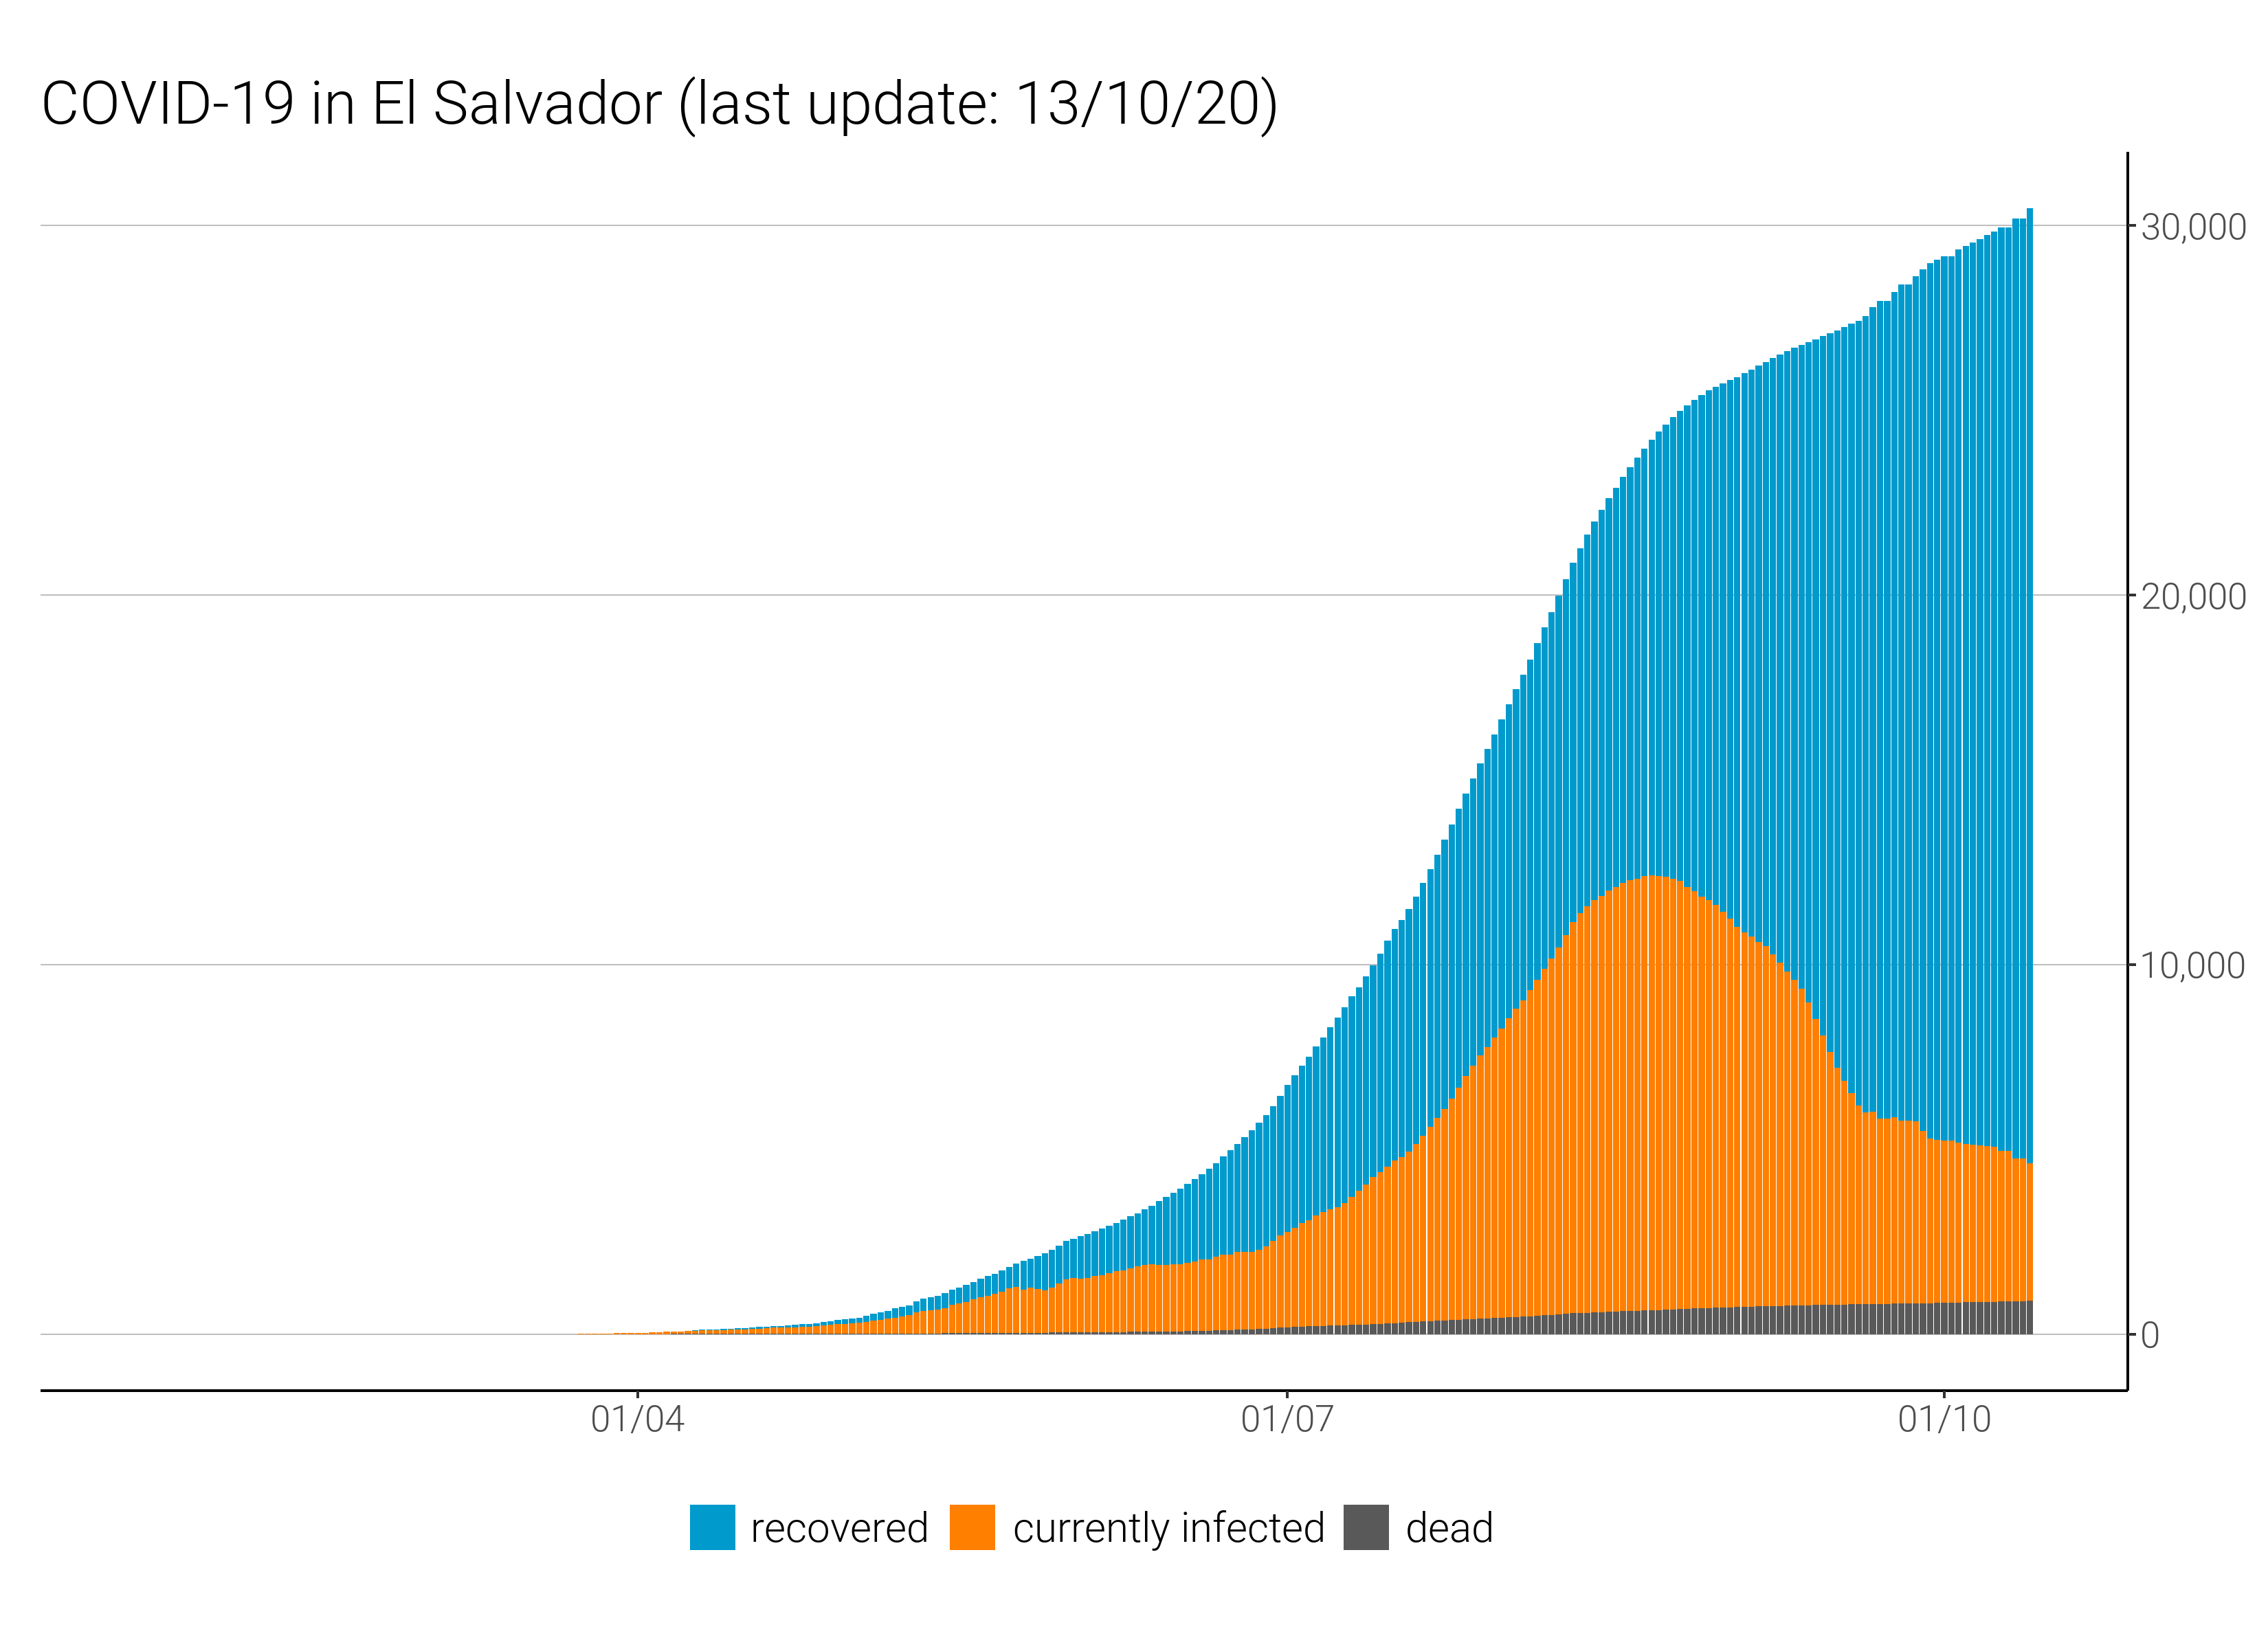 COVID-19 in El Salvador (last update: 13/10/20)
30,000
20,000
10,000
0
01/04 01/07 01/10
recovered currently infected dead